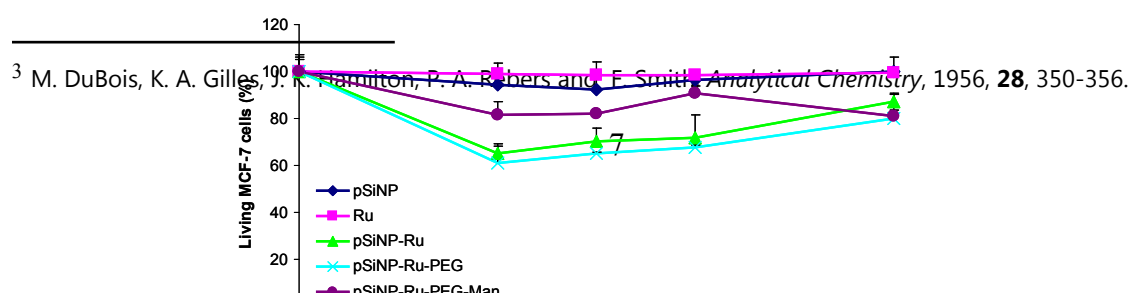 120
100
3 M. DuBois, K. A. Gilles, J. K. Hamilton, P. A. Rebers and F. Smith, Analytical Chemistry, 1956, 28, 350-356.
80
7
60
Living MCF-7 cells (%)
pSiNP
40
Ru
pSiNP-Ru
20
pSiNP-Ru-PEG
pSiNP-Ru-PEG-Man